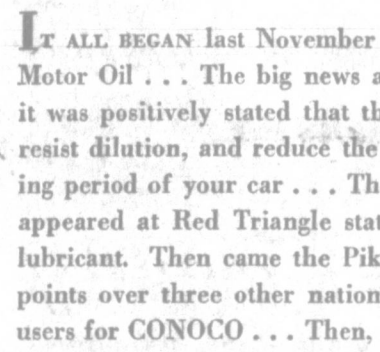 IT ALL BEGAN last November
Motor Oil . . . The big news a
it was positively stated that th
resist dilution, and reduce the
ing period of your car . . . Th
appeared at Red Triangle stat
lubricant. Then came the Pik
points over three other nation
users for CONOCO . . . Then,